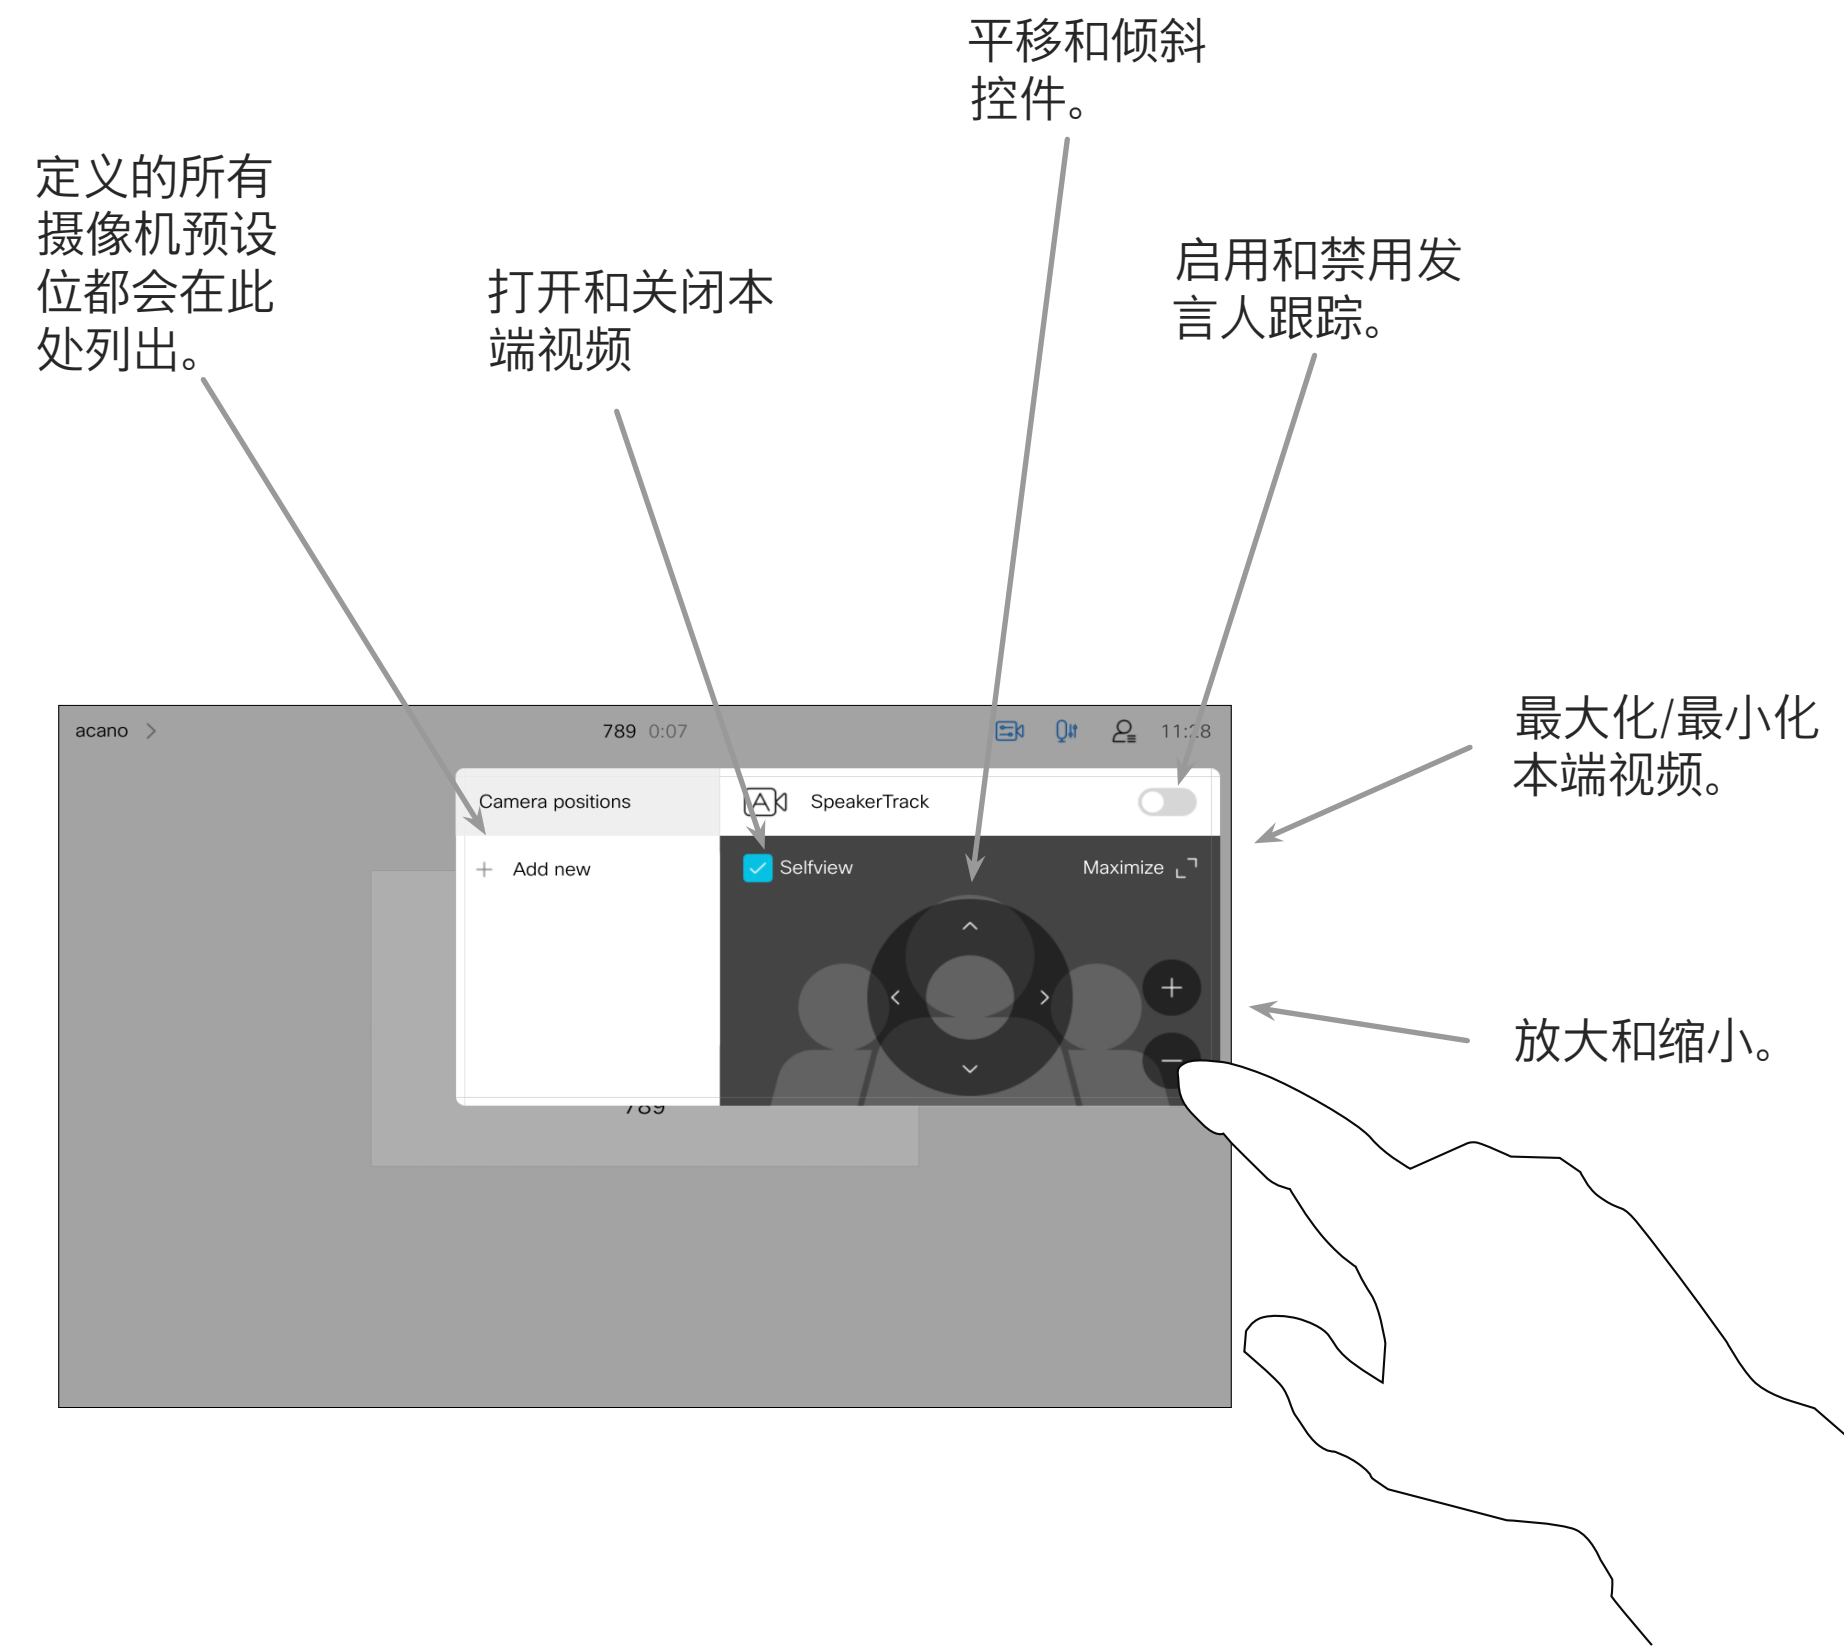 平移和倾斜
控件。
定义的所有
摄像机预设
位都会在此
处列出。
打开和关闭本
端视频
启用和禁用发
言人跟踪。
最大化/最小化
本端视频。
放大和缩小。
acano
789 0:07
11:28
Camera positions
A SpeakerTrack
Add new
Selfview
Maximize
789